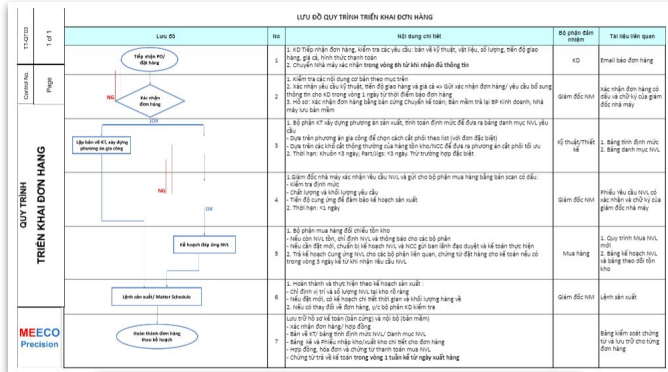 LƯU ĐỒ QUY TRÌNH TRIỂN KHAI ĐƠN HÀNG
TT-QT03
1 of 1
Control No.
Page
QUY TRÌNH
TRIỂN KHAI ĐƠN HÀNG
MEECO
Precision
Lưu đồ
No
Nội dung chi tiết
Bộ phận đảm nhiệm
Tài liệu liên quan
Tiếp nhận PO/ đặt hàng
1
1. KD Tiếp nhận đơn hàng, kiểm tra các yêu cầu: bản vẽ kỹ thuật, vật liệu, số lượng, tiến độ giao
hàng, giá cả, hình thức thanh toán
2. Chuyển Nhà máy xác nhận trong vòng 6h từ khi nhận đủ thông tin
KD
Email báo đơn hàng
NG
Xác nhận
đơn hàng
OK
2
1. Kiểm tra các nội dung cơ bản theo mục trên
2. Xác nhận yêu cầu kỹ thuật, tiến độ giao hàng và giá cả => Gửi xác nhận đơn hàng/ yêu cầu bổ sung
thông tin cho KD trong vòng 1 ngày từ thời điểm báo đơn hàng
3. Hồ sơ: Xác nhận đơn hàng bằng bản cứng Chuyển kế toán; Bản mềm trả lại BP Kinh doanh; Nhà
máy lưu bản mềm
Giám đốc NM
Xác nhận đơn hàng có
dấu và chữ ký của giám
đốc nhà máy
Lập bản vẽ KT, xây dựng
phương án gia công
3
1. Bộ phận KT xây dựng phương án sản xuất, tính toán định mức để đưa ra bảng danh mục NVL yêu
cầu
- Dựa trên phương án gia công để chọn cách cắt phôi theo list (với đơn đặc biệt)
- Dựa trên các khổ cắt thông thường của hàng tồn kho/NCC để đưa ra phương án cắt phôi tối ưu
2. Thời hạn: Khuôn <3 ngày; Part/Jigs: <3 ngày. Trừ trường hợp đặc biệt
Kỹ thuật/Thiết
kế
1. Bảng tính định mức
2. Bảng danh mục NVL
NG
OK
4
1.Giám đốc nhà máy xác nhận Yêu cầu NVL và gửi cho bộ phận mua hàng bằng bản scan có dấu:
- Kiểm tra định mức
- Chất lượng và khối lượng yêu cầu
- Tiến độ cung ứng để đảm bảo kế hoạch sản xuất
2. Thời hạn: <1 ngày
Giám đốc NM
Phiếu Yêu cầu NVL có
xác nhận và chữ ký của
giám đốc nhà máy
Kế hoạch đáp ứng NVL
5
1. Bộ phận mua hàng đối chiếu tồn kho
- Nếu còn NVL tồn, chỉ định NVL và thông báo cho các bộ phận
- Nếu cần đặt mới, chuẩn bị kế hoạch NVL và NCC gửi ban lãnh đạo duyệt và kế toán thực hiện
2. Trả kế hoạch Cung ứng NVL cho các bộ phận liên quan, chứng từ đặt hàng cho kế toán nếu có
trong vòng 3 ngày kể từ khi nhận Yêu cầu NVL
Mua hàng
1. Quy trình Mua NVL
mới
2. Bảng kế hoạch NVL
và bảng theo dõi tồn
kho
Lệnh sản xuất/ Matter Schedule
6
1. Hoàn thành và thực hiện theo kế hoạch sản xuất :
- Chỉ định vị trí và số lượng NVL tại kho rõ ràng
- Nếu đặt mới, có kế hoạch chi tiết thời gian và khối lượng hàng về
2. Nếu có thay đổi về đơn hàng, y/c bộ phận KD kiểm tra
Giám đốc NM
Lệnh sản xuất
Hoàn thành đơn hàng
theo kế hoạch
7
Lưu trữ hồ sơ kế toán (bản cứng) và nội bộ (bản mềm)
- Xác nhận đơn hàng/ hợp đồng
- Bản vẽ KT/ bảng tính định mức NVL/ Danh mục NVL
- Bảng kê và Phiếu nhập kho/xuất kho chi tiết cho đơn hàng
- Hợp đồng, hóa đơn và chứng từ thanh toán mua NVL
- Chứng từ trả về kế toán trong vòng 1 tuần kể từ ngày xuất hàng
Bảng kiểm soát chứng
từ và lưu trữ cho từng
đơn hàng